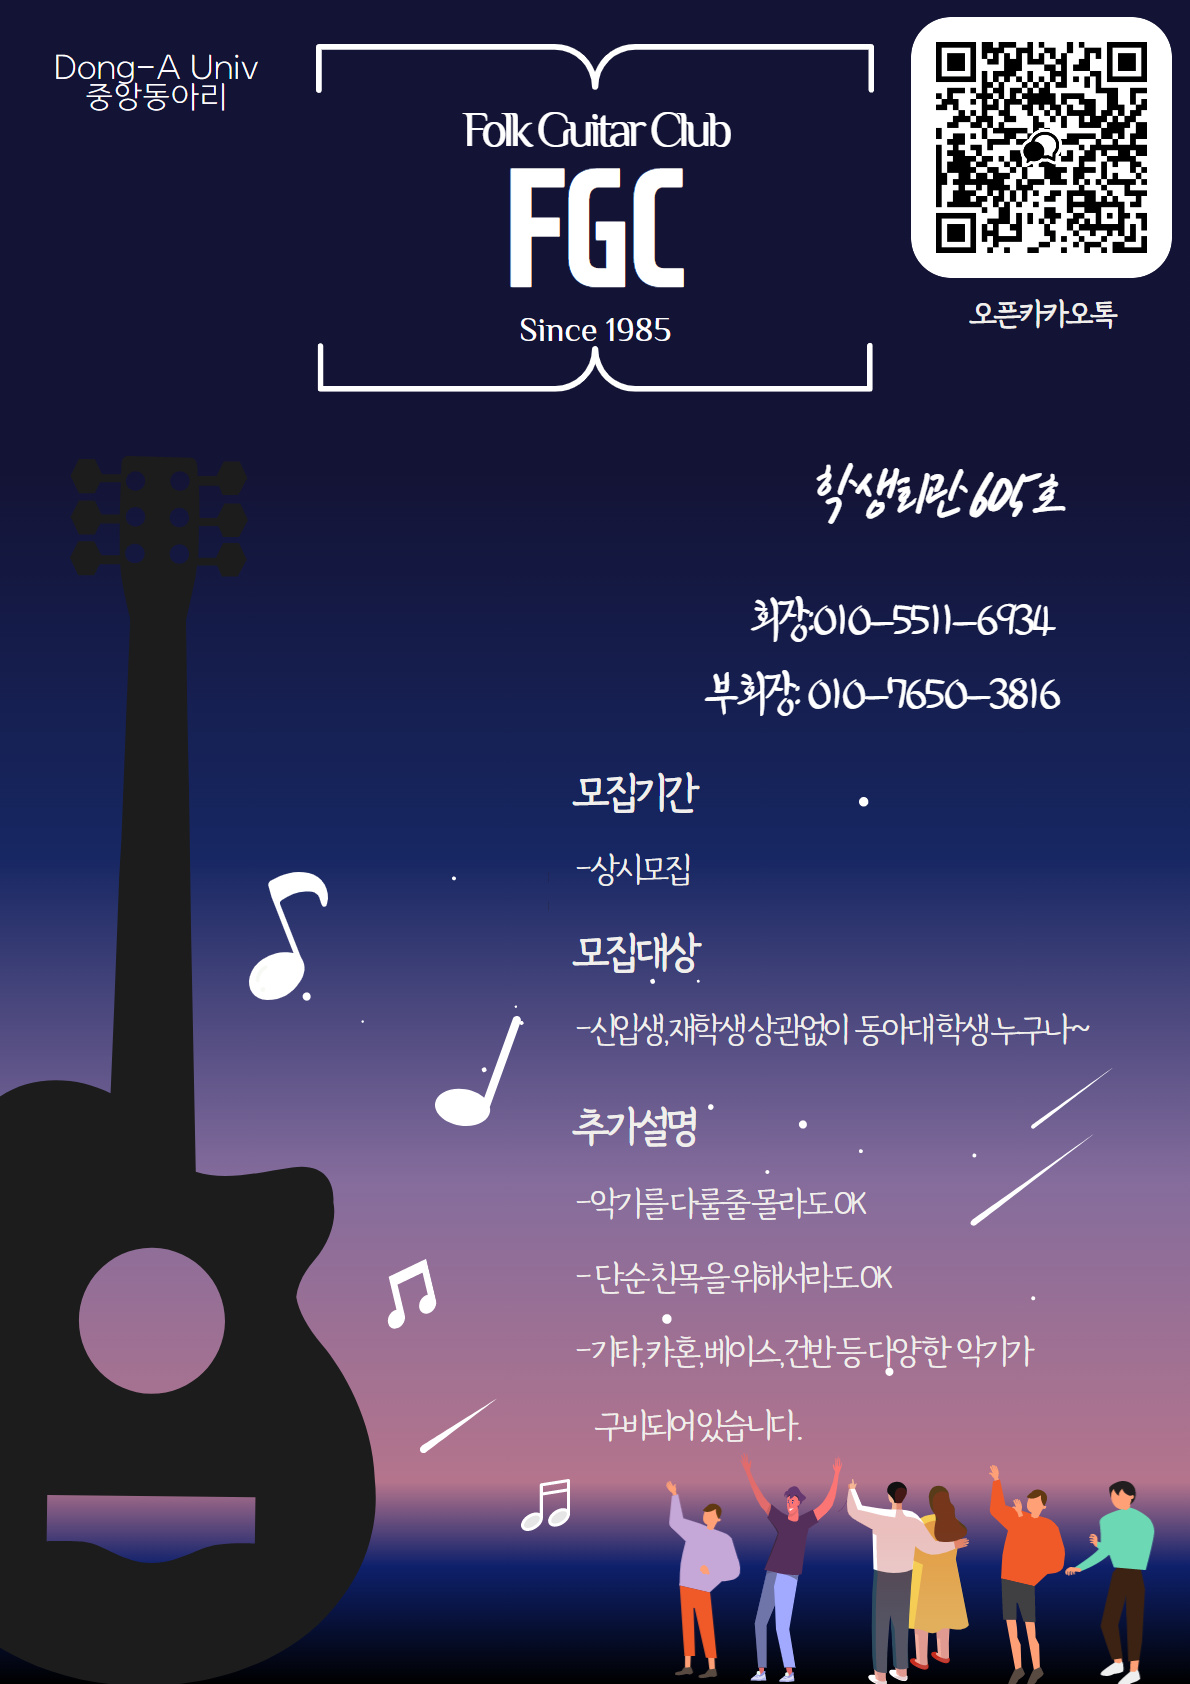 Dong-A Univ
중앙동아리
Folk Guitar Club
FGC
Since 1985
오픈카카오톡
학생회관 605호
회장:010-5511-6934
부회장: 010-7650-3816
모집기간
-상시모집
모집대상
-신입생,재학생 상관없이 동아대 학생 누구나~
추가설명
-악기를 다룰줄 몰라도 OK
- 단순 친목을 위해서라도 OK
-기타,카혼,베이스,건반 등 다양한 악기가
구비되어 있습니다.